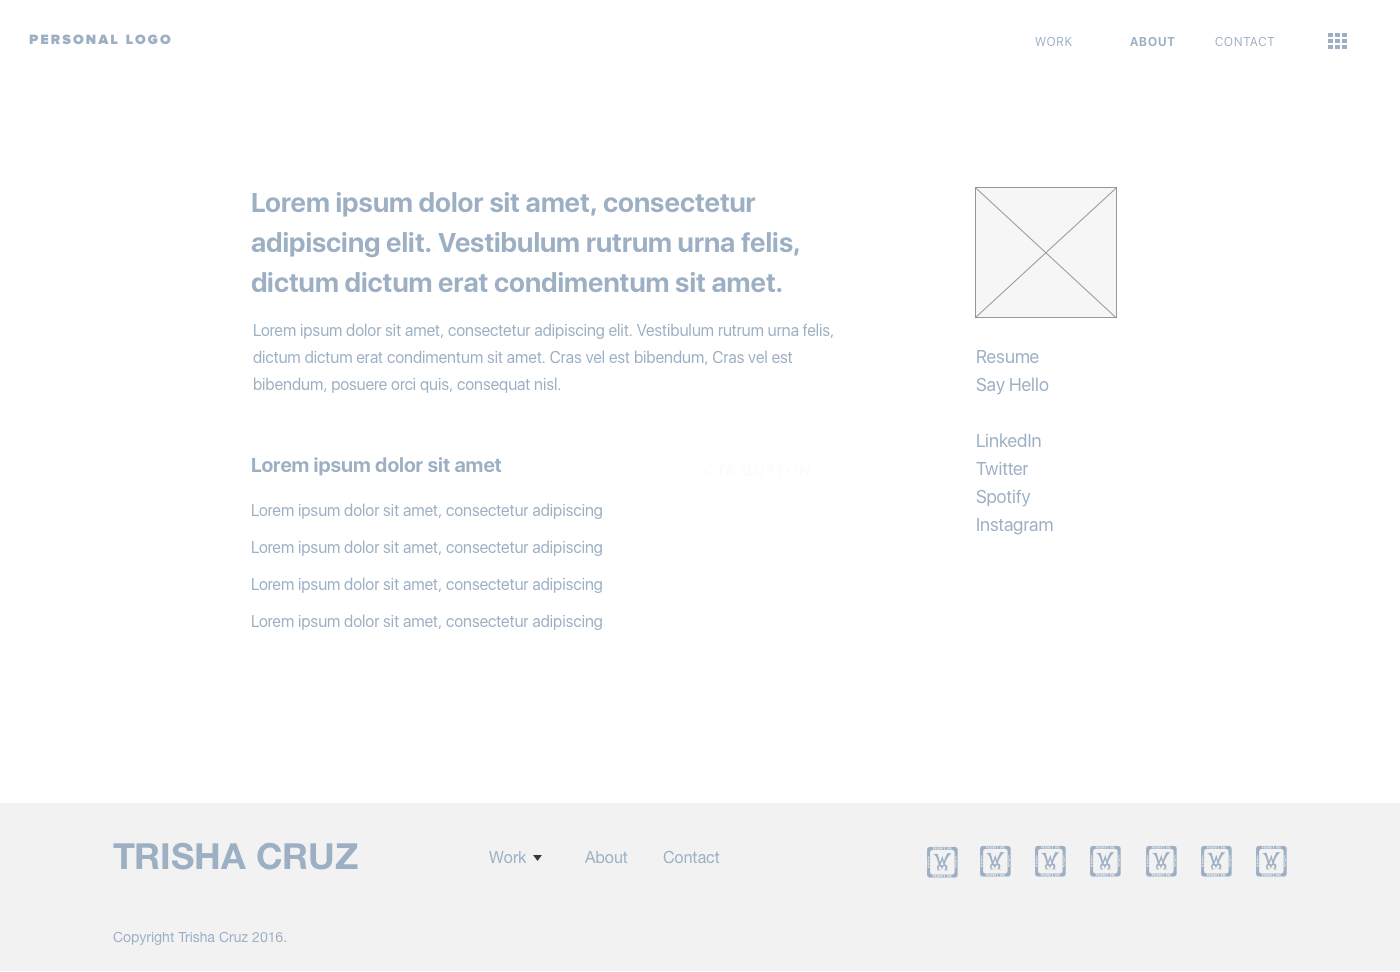 PERSONAL LOGO
WORK ABOUT CONTACT
Lorem ipsum dolor sit amet, consectetur
adipiscing elit. Vestibulum rutrum urna felis,
dictum dictum erat condimentum sit amet.
Lorem ipsum dolor sit amet, consectetur adipiscing elit. Vestibulum rutrum urna felis,
dictum dictum erat condimentum sit amet. Cras vel est bibendum, Cras vel est
bibendum, posuere orci quis, consequat nisl.
Lorem ipsum dolor sit amet
CTA BUTTON
Lorem ipsum dolor sit amet, consectetur adipiscing
Lorem ipsum dolor sit amet, consectetur adipiscing
Lorem ipsum dolor sit amet, consectetur adipiscing
Lorem ipsum dolor sit amet, consectetur adipiscing
Resume
Say Hello
LinkedIn
Twitter
Spotify
Instagram
TRISHA CRUZ
Work About Contact
Copyright Trisha Cruz 2016.